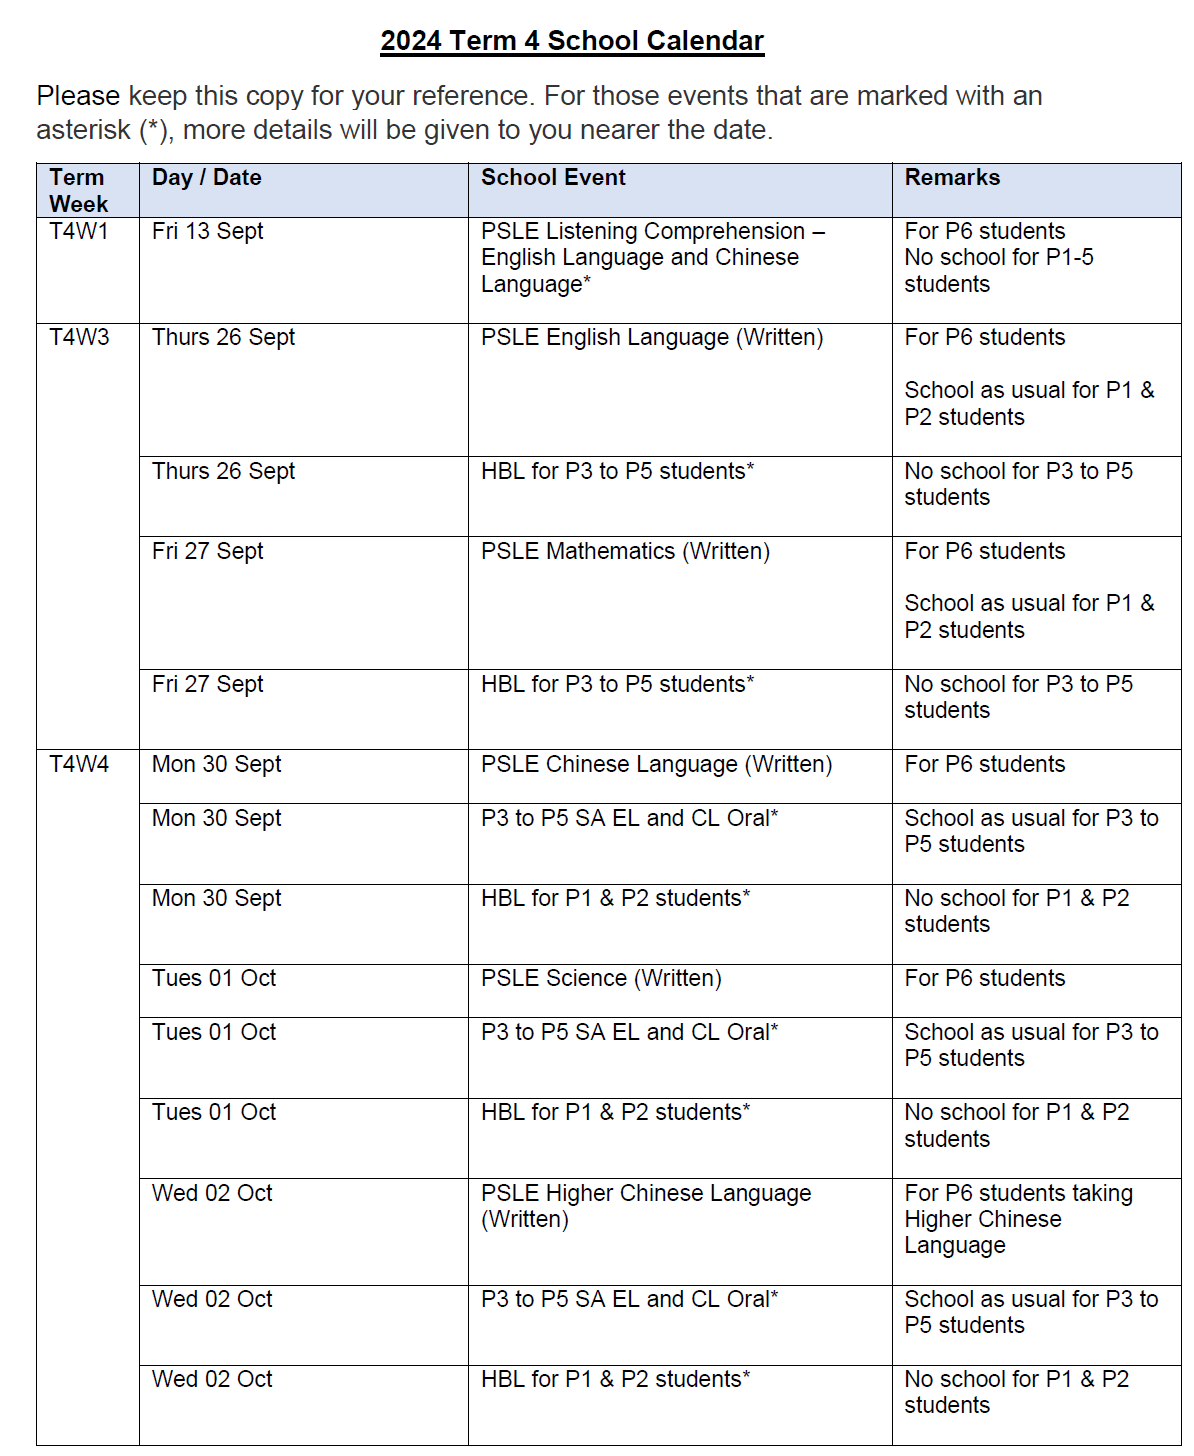 2024 Term 4 School Calendar
Please keep this copy for your reference. For those events that are marked with an
asterisk (*), more details will be given to you nearer the date.
Term
Week
Day / Date
School Event
Remarks
T4W1
Fri 13 Sept
PSLE Listening Comprehension –
English Language and Chinese
Language*
For P6 students
No school for P1-5
students
T4W3
Thurs 26 Sept
PSLE English Language (Written)
For P6 students
School as usual for P1 &
P2 students
Thurs 26 Sept
HBL for P3 to P5 students*
No school for P3 to P5
students
Fri 27 Sept
PSLE Mathematics (Written)
For P6 students
School as usual for P1 &
P2 students
Fri 27 Sept
HBL for P3 to P5 students*
No school for P3 to P5
students
T4W4
Mon 30 Sept
PSLE Chinese Language (Written)
For P6 students
Mon 30 Sept
P3 to P5 SA EL and CL Oral*
School as usual for P3 to
P5 students
Mon 30 Sept
HBL for P1 & P2 students*
No school for P1 & P2
students
Tues 01 Oct
PSLE Science (Written)
For P6 students
Tues 01 Oct
P3 to P5 SA EL and CL Oral*
School as usual for P3 to
P5 students
Tues 01 Oct
HBL for P1 & P2 students*
No school for P1 & P2
students
Wed 02 Oct
PSLE Higher Chinese Language
(Written)
For P6 students taking
Higher Chinese
Language
Wed 02 Oct
P3 to P5 SA EL and CL Oral*
School as usual for P3 to
P5 students
Wed 02 Oct
HBL for P1 & P2 students*
No school for P1 & P2
students